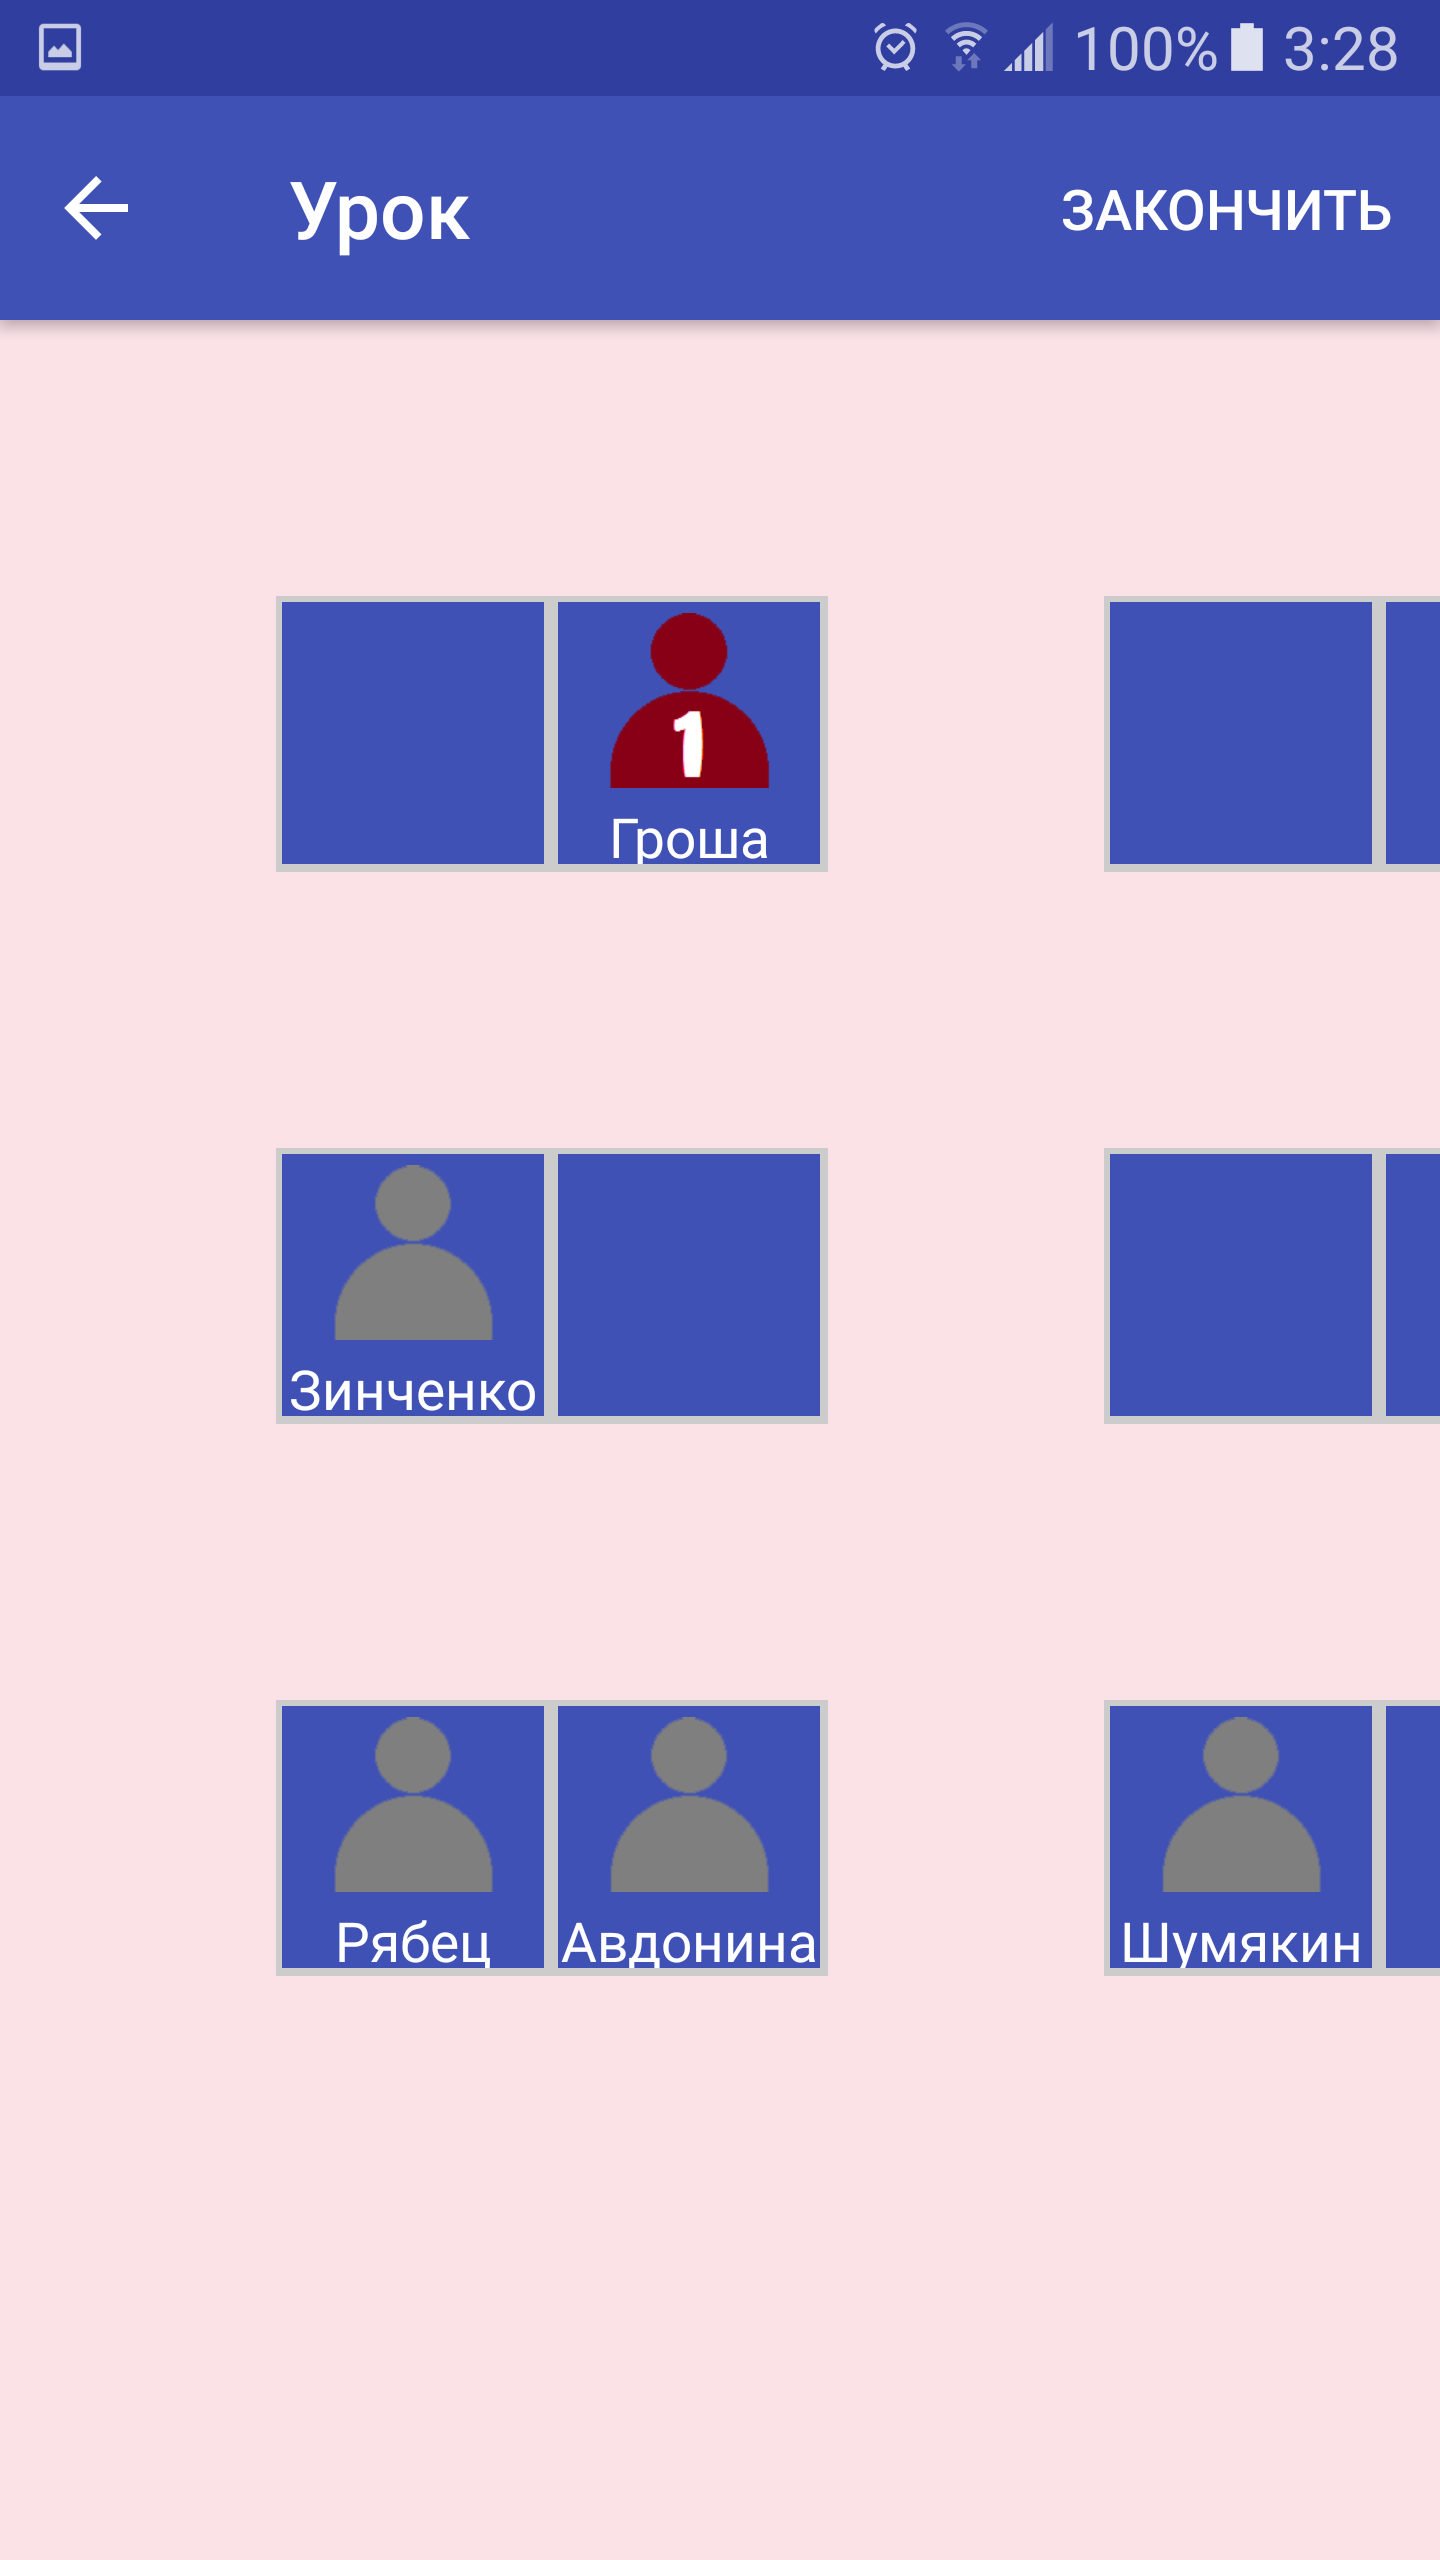 100% 3:28
Урок ЗАКОНЧИТЬ
1
Гроша
Зинченко
Рябец Авдонина Шумякин